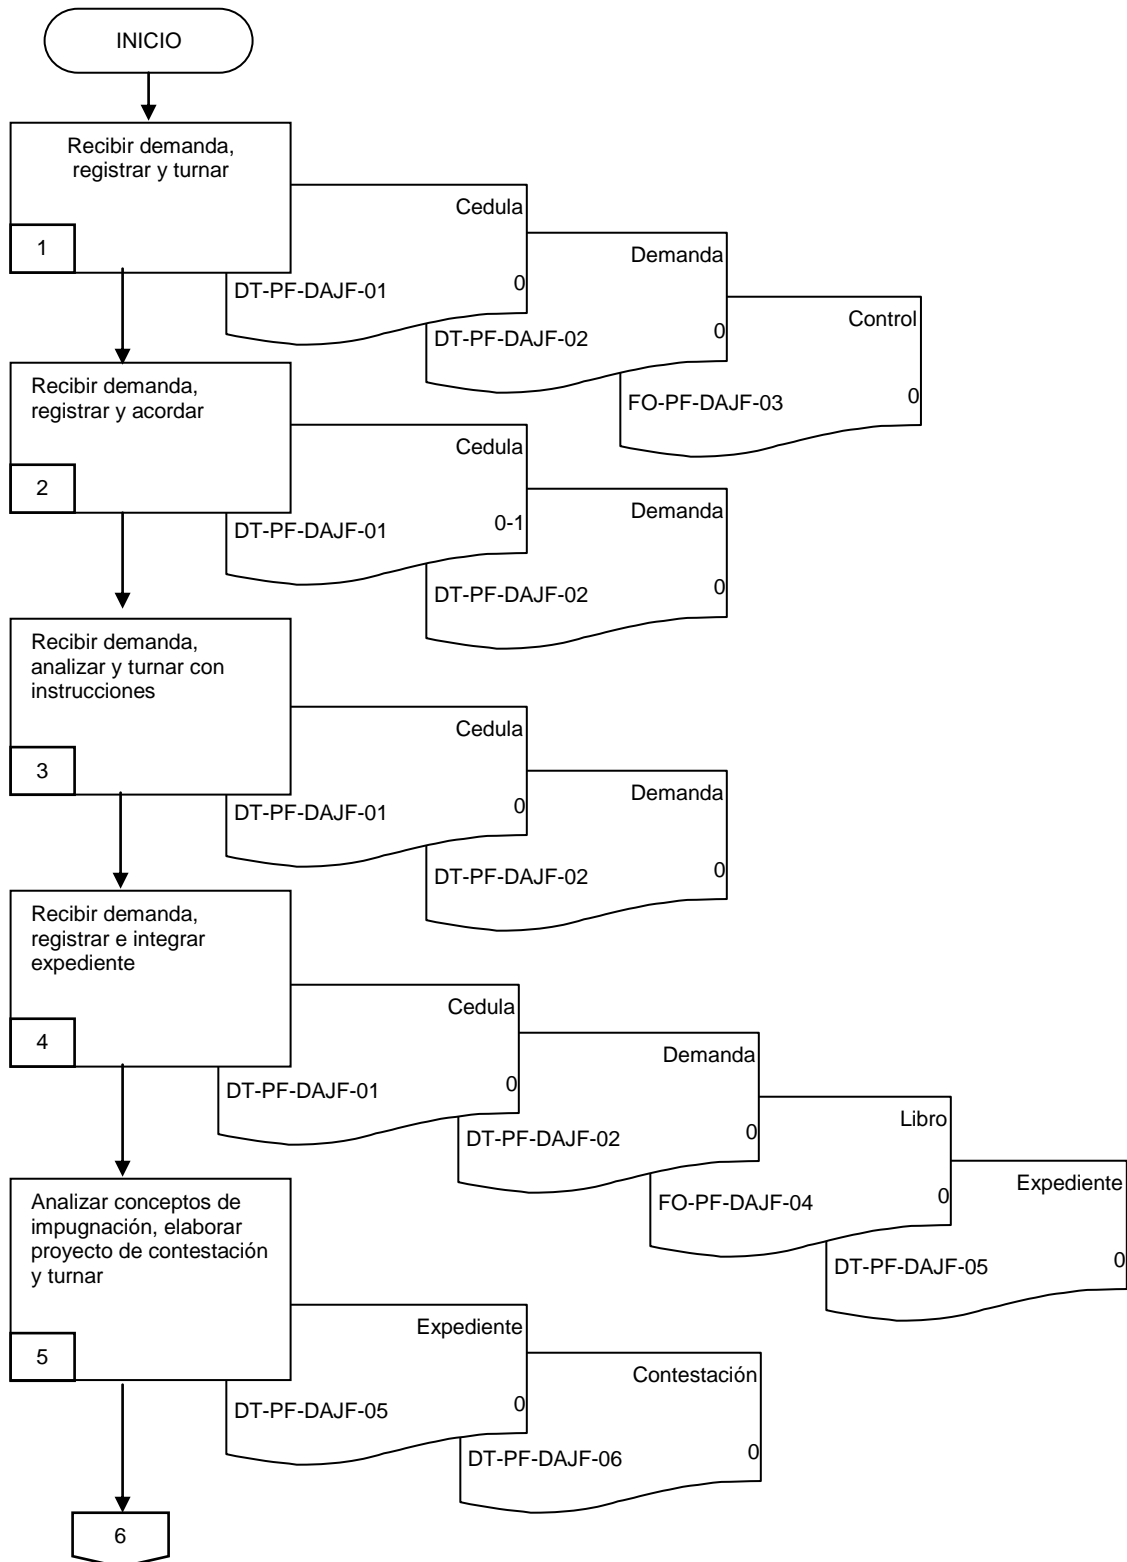 INICIO
Recibir demanda,
registrar y turnar
1
Cedula
DT-PF-DAJF-01
0
Demanda
DT-PF-DAJF-02
0
Control
FO-PF-DAJF-03
0
Recibir demanda,
registrar y acordar
2
Cedula
DT-PF-DAJF-01
0-1
Demanda
DT-PF-DAJF-02
0
Recibir demanda,
analizar y turnar con
instrucciones
3
Cedula
DT-PF-DAJF-01
0
Demanda
DT-PF-DAJF-02
0
Recibir demanda,
registrar e integrar
expediente
4
Cedula
DT-PF-DAJF-01
0
Demanda
DT-PF-DAJF-02
0
Libro
FO-PF-DAJF-04
0
Expediente
DT-PF-DAJF-05
0
Analizar conceptos de
impugnación, elaborar
proyecto de contestación
y turnar
5
Expediente
DT-PF-DAJF-05
0
Contestación
DT-PF-DAJF-06
0
6